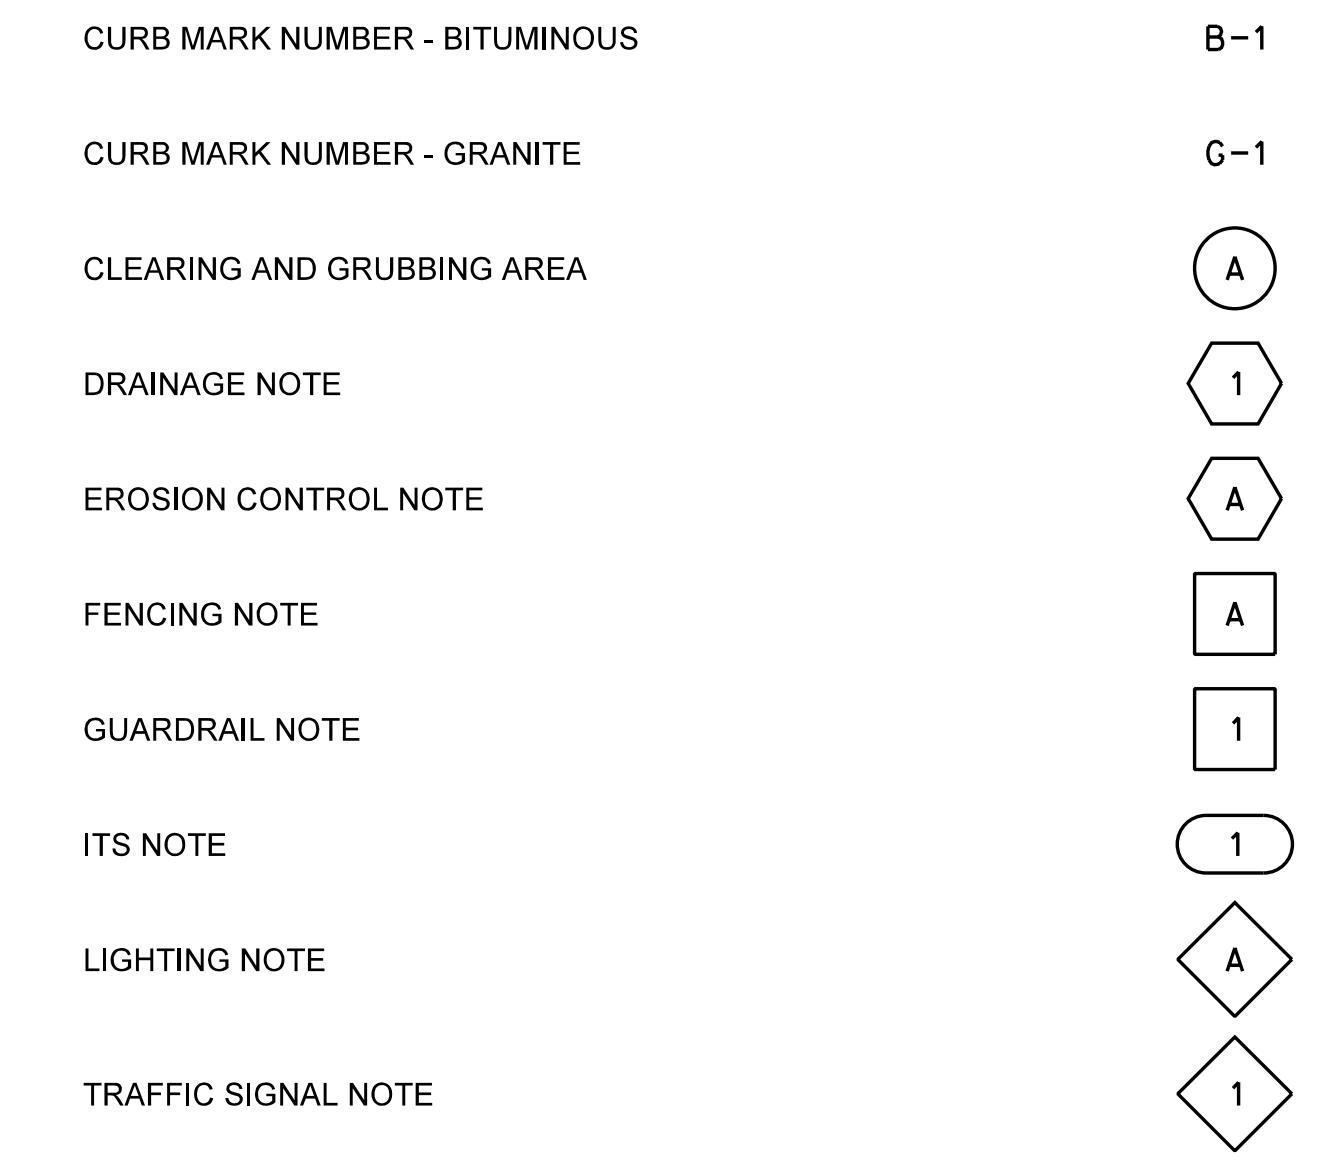 CURB MARK NUMBER - BITUMINOUS B-1
CURB MARK NUMBER - GRANITE G-1
CLEARING AND GRUBBING AREA A
DRAINAGE NOTE 1
EROSION CONTROL NOTE A
FENCING NOTE A
GUARDRAIL NOTE 1
ITS NOTE 1
LIGHTING NOTE A
TRAFFIC SIGNAL NOTE 1